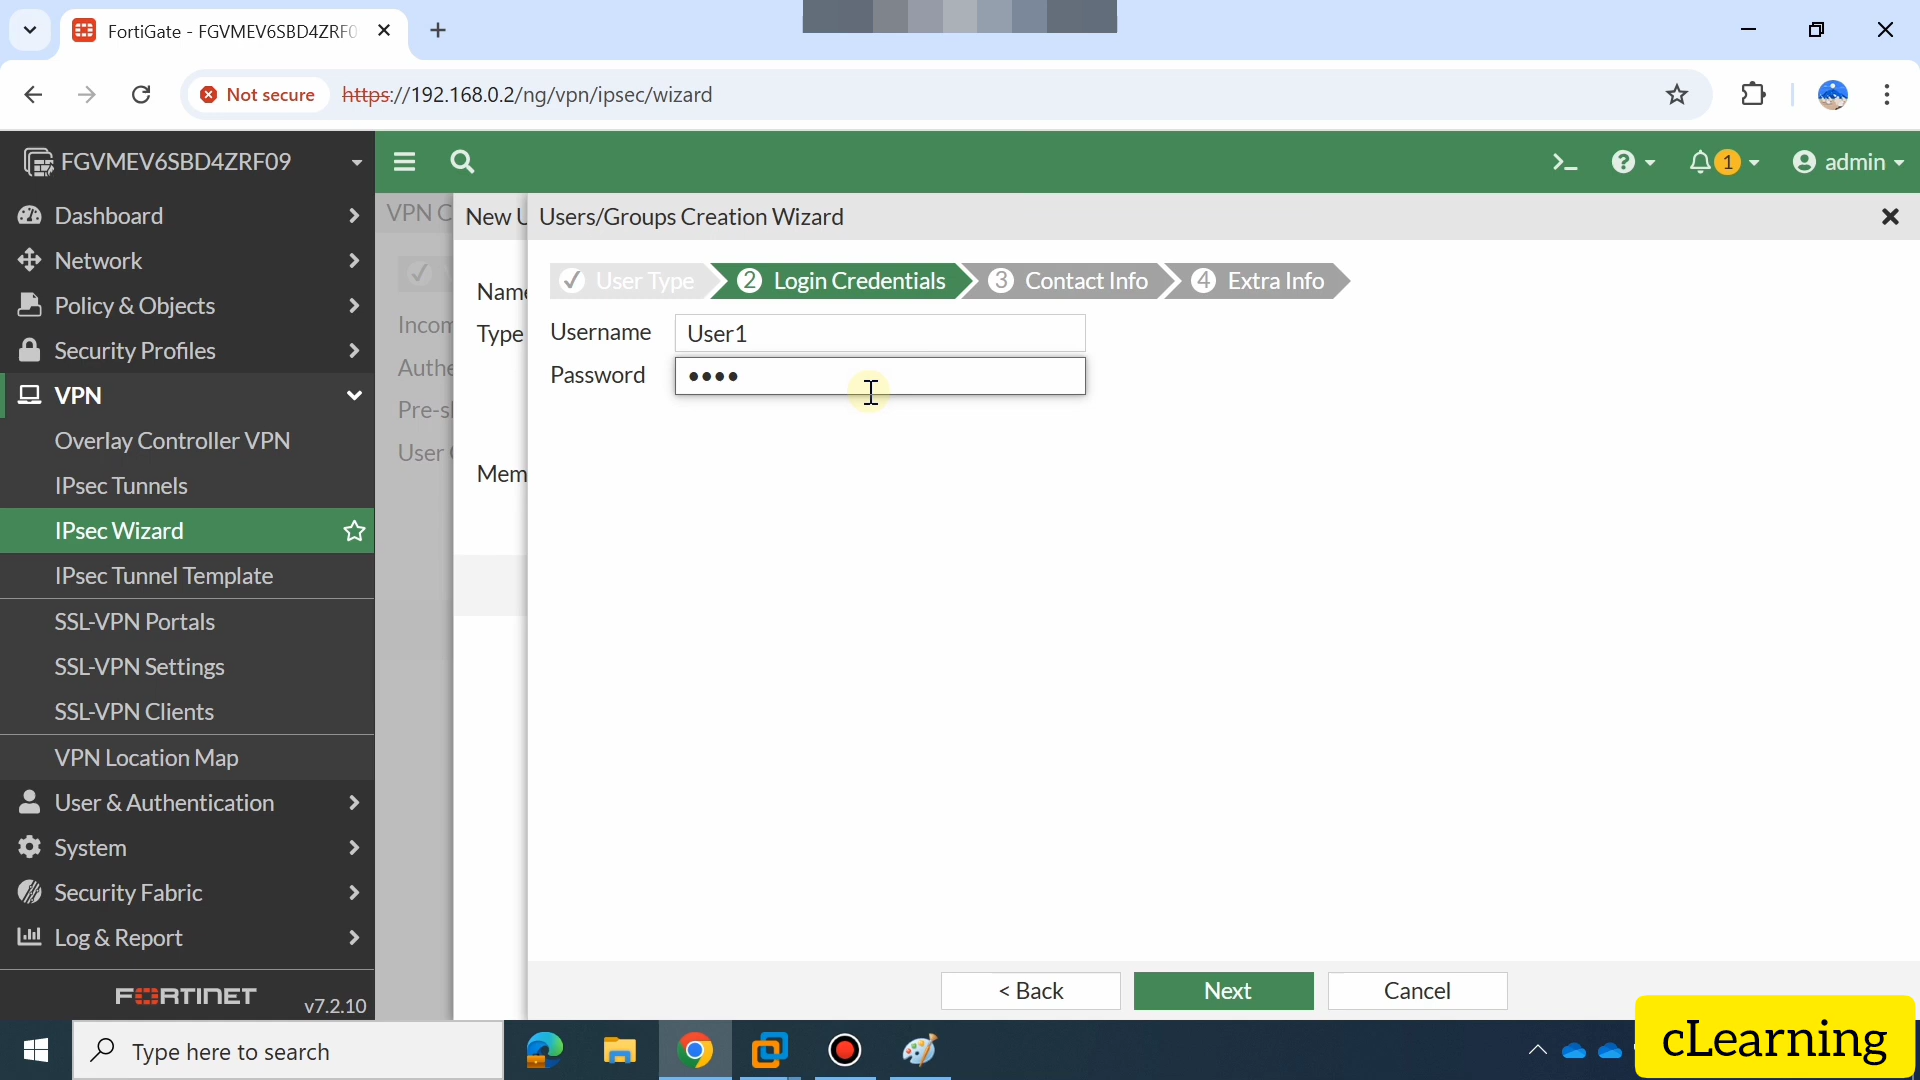 FortiGate - FGVMEV6SBD4ZRF0
Not secure
https://192.168.0.2/ng/vpn/ipsec/wizard
FGVMEV6SBD4ZRF09
1
admin
Dashboard
Network
Policy & Objects
Security Profiles
VPN
Overlay Controller VPN
IPsec Tunnels
IPsec Wizard
IPsec Tunnel Template
SSL-VPN Portals
SSL-VPN Settings
SSL-VPN Clients
VPN Location Map
User & Authentication
System
Security Fabric
Log & Report
FORTINET
v7.2.10
VPN C
Incom
Authe
Pre-s
User
New U
Name
Type
Mem
Users/Groups Creation Wizard
User Type
2 Login Credentials
3 Contact Info
4 Extra Info
Username User1
Password ••••
< Back
Next
Cancel
Type here to search
cLearning